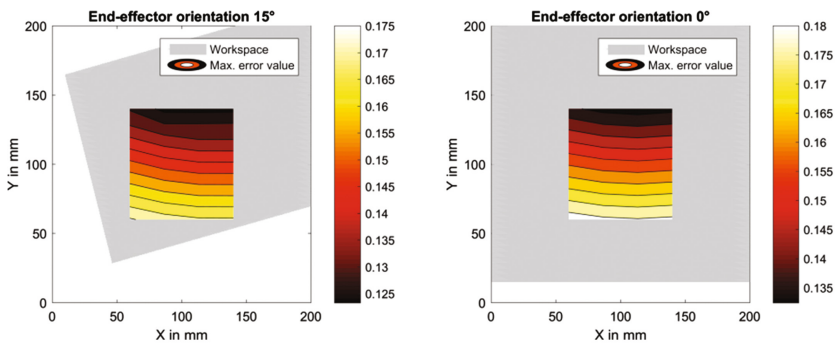 End-effector orientation 15°
Workspace
Max. error value
Y in mm
200
150
100
50
0
0 50 100 150 200
X in mm
0.175
0.17
0.165
0.16
0.155
0.15
0.145
0.14
0.135
0.13
0.125
End-effector orientation 0°
Workspace
Max. error value
Y in mm
200
150
100
50
0
0 50 100 150 200
X in mm
0.18
0.175
0.17
0.165
0.16
0.155
0.15
0.145
0.14
0.135